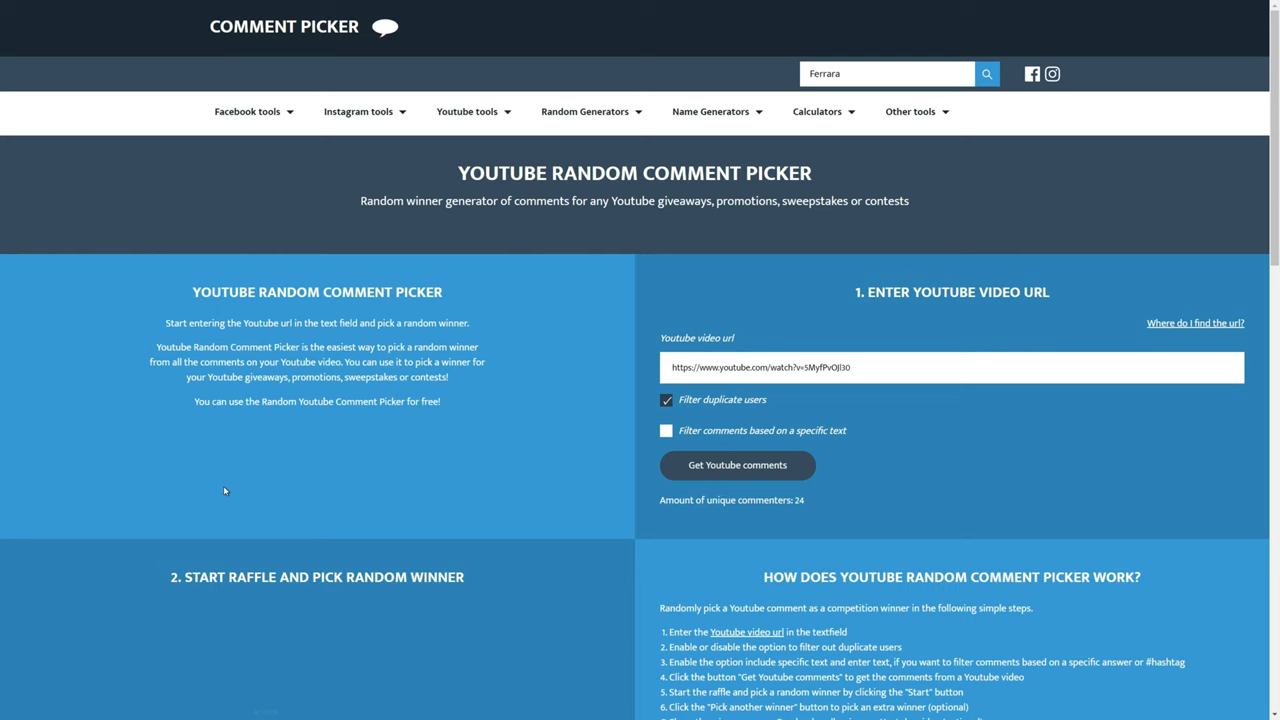 COMMENT PICKER
Ferrara
Facebook tools
Instagram tools
Youtube tools
Random Generators
Name Generators
Calculators
Other tools
YOUTUBE RANDOM COMMENT PICKER
Random winner generator of comments for any Youtube giveaways, promotions, sweepstakes or contests
YOUTUBE RANDOM COMMENT PICKER
Start entering the Youtube url in the text field and pick a random winner.
Youtube Random Comment Picker is the easiest way to pick a random winner
from all the comments on your Youtube video. You can use it to pick a winner for
your Youtube giveaways, promotions, sweepstakes or contests!
You can use the Random Youtube Comment Picker for free!
1. ENTER YOUTUBE VIDEO URL
Where do I find the url?
Youtube video url
https://www.youtube.com/watch?v=5MyfPvOJl30
Filter duplicate users
Filter comments based on a specific text
Get Youtube comments
Amount of unique commenters: 24
2. START RAFFLE AND PICK RANDOM WINNER
HOW DOES YOUTUBE RANDOM COMMENT PICKER WORK?
Randomly pick a Youtube comment as a competition winner in the following simple steps.
1. Enter the Youtube video url in the textfield
2. Enable or disable the option to filter out duplicate users
3. Enable the option include specific text and enter text, if you want to filter comments based on a specific answer or #hashtag
4. Click the button "Get Youtube comments" to get the comments from a Youtube video
5. Start the raffle and pick a random winner by clicking the "Start" button
6. Click the "Pick another winner" button to pick an extra winner (optional)